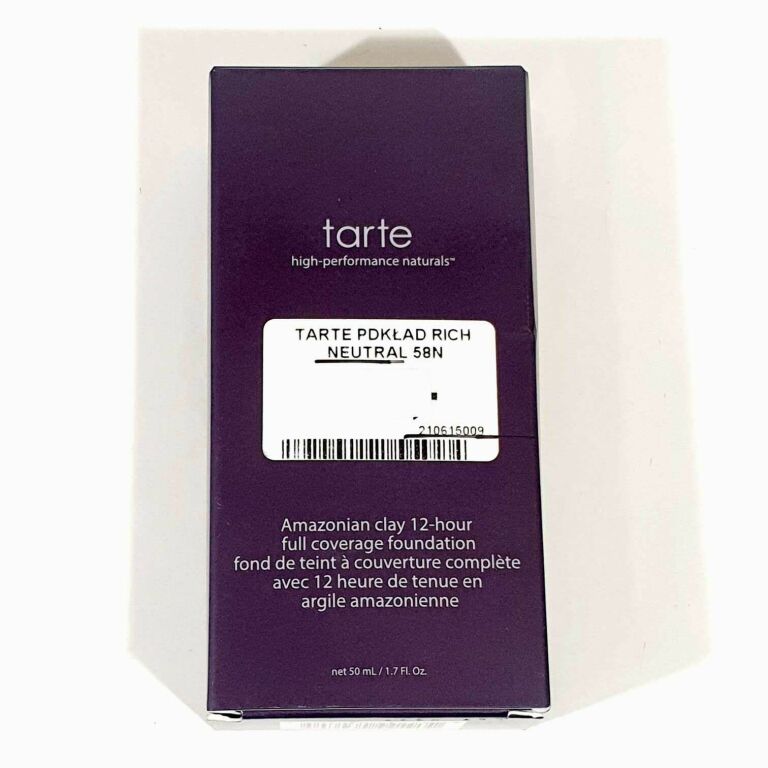 tarte
high-performance naturals™
TARTE PDKŁAD RICH
NEUTRAL 58N
210615009
Amazonian clay 12-hour
full coverage foundation
fond de teint à couverture complète
avec 12 heure de tenue en
argile amazonienne
net 50 mL / 1.7 Fl. Oz.